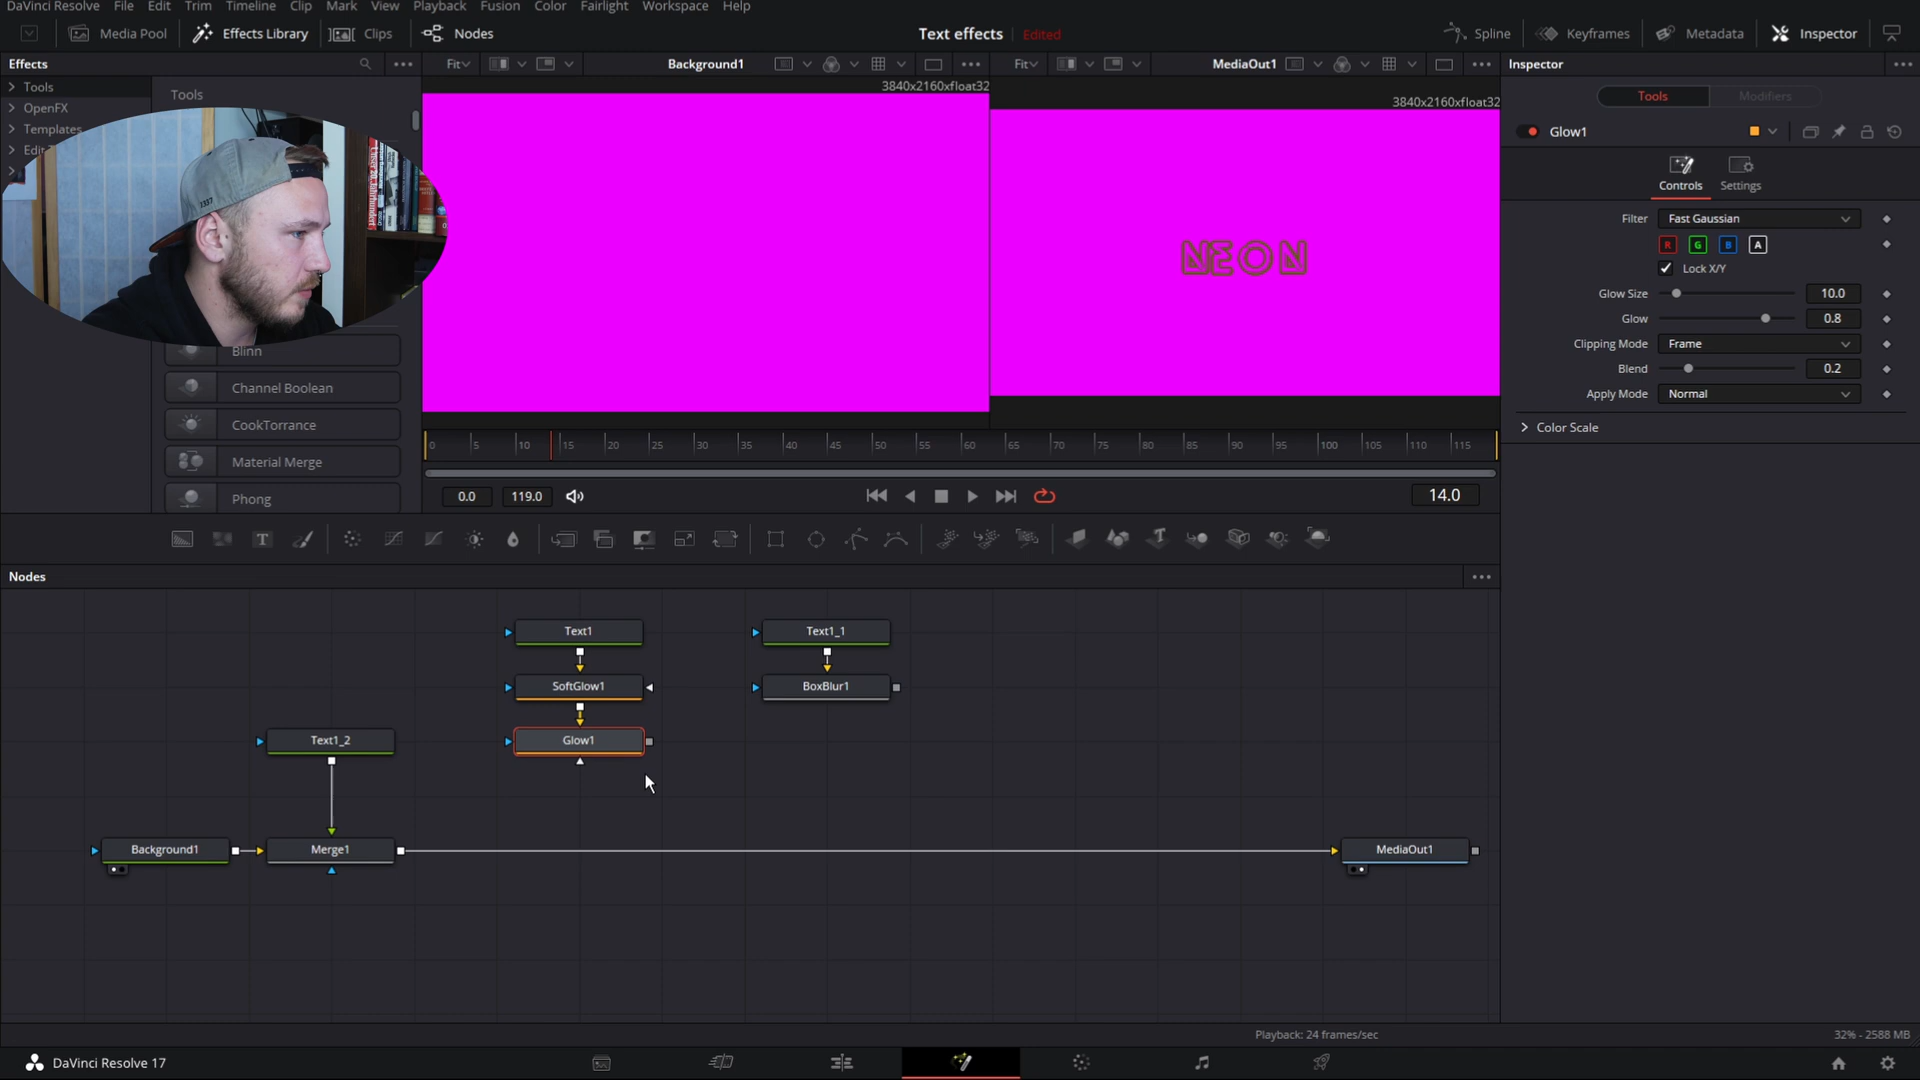 DaVinci Resolve File Edit Trim Timeline Clip Mark View Playback Fusion Color Fairlight Workspace Help
Media Pool Effects Library Clips Nodes Text effects Edited Spline Keyframes Metadata Inspector
Effects Fit Background1 Fit MediaOut1 Inspector
Tools
OpenFX
Templates
Tools
3840x2160xfloat32
3840x2160xfloat32
NEON
1337
Blinn
Channel Boolean
CookTorrance
Material Merge
Phong
Tools Modifiers
Glow1
Controls Settings
Filter Fast Gaussian
R G B A
Lock X/Y
Glow Size 10.0
Glow 0.8
Clipping Mode Frame
Blend 0.2
Apply Mode Normal
Color Scale
0 5 10 15 20 25 30 35 40 45 50 55 60 65 70 75 80 85 90 95 100 105 110 115
0.0 119.0 14.0
T
Nodes
Text1 Text1_1
SoftGlow1 BoxBlur1
Text1_2 Glow1
Background1 Merge1 MediaOut1
Playback: 24 frames/sec 32% - 2588 MB
DaVinci Resolve 17